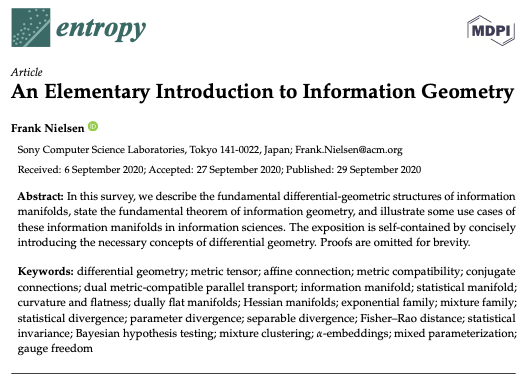 entropy
MDPI
Article
An Elementary Introduction to Information Geometry
Frank Nielsen iD
Sony Computer Science Laboratories, Tokyo 141-0022, Japan; Frank.Nielsen@acm.org
Received: 6 September 2020; Accepted: 27 September 2020; Published: 29 September 2020
Abstract: In this survey, we describe the fundamental differential-geometric structures of information
manifolds, state the fundamental theorem of information geometry, and illustrate some use cases of
these information manifolds in information sciences. The exposition is self-contained by concisely
introducing the necessary concepts of differential geometry. Proofs are omitted for brevity.
Keywords: differential geometry; metric tensor; affine connection; metric compatibility; conjugate
connections; dual metric-compatible parallel transport; information manifold; statistical manifold;
curvature and flatness; dually flat manifolds; Hessian manifolds; exponential family; mixture family;
statistical divergence; parameter divergence; separable divergence; Fisher–Rao distance; statistical
invariance; Bayesian hypothesis testing; mixture clustering; α-embeddings; mixed parameterization;
gauge freedom